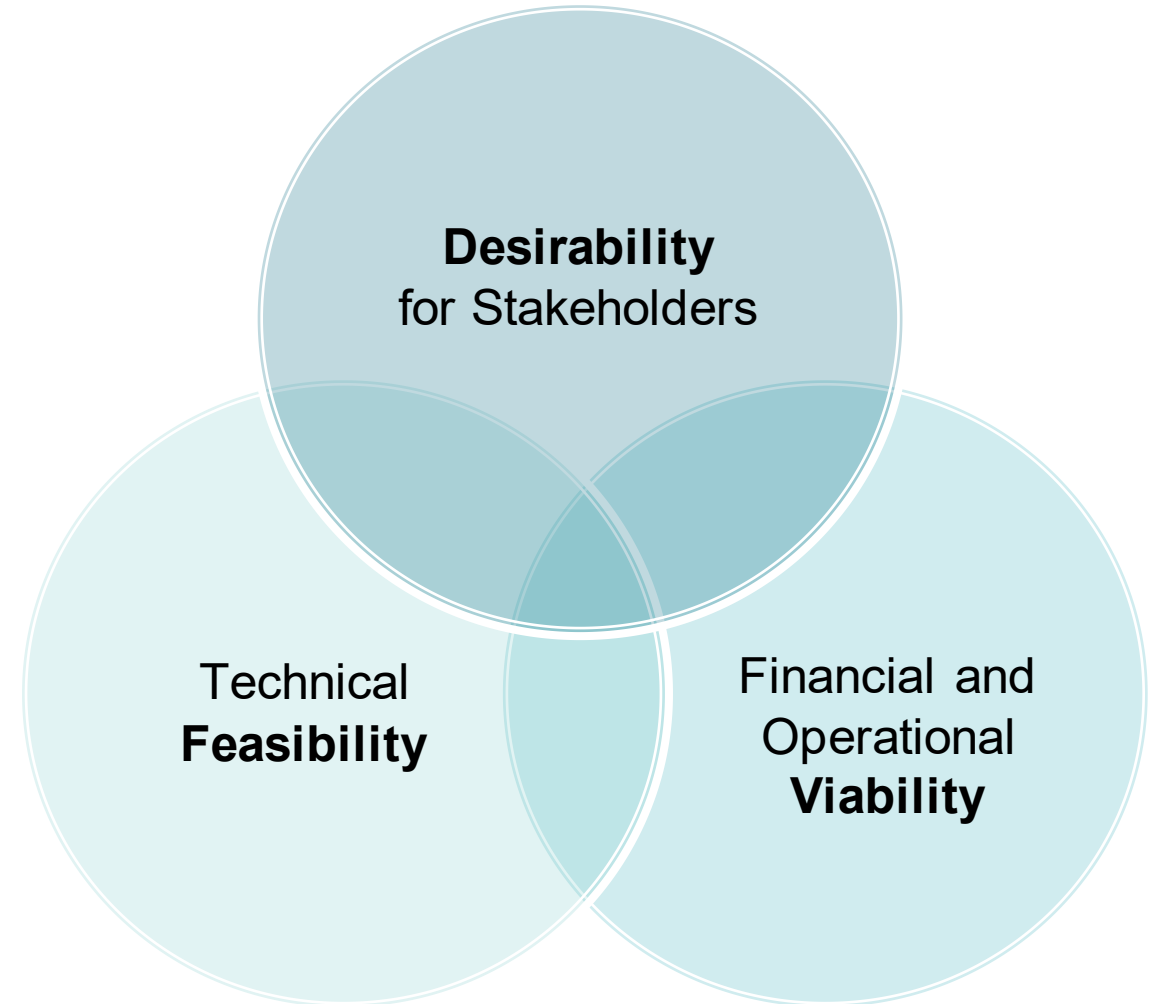 Desirability
for Stakeholders
Technical
Feasibility
Financial and
Operational
Viability